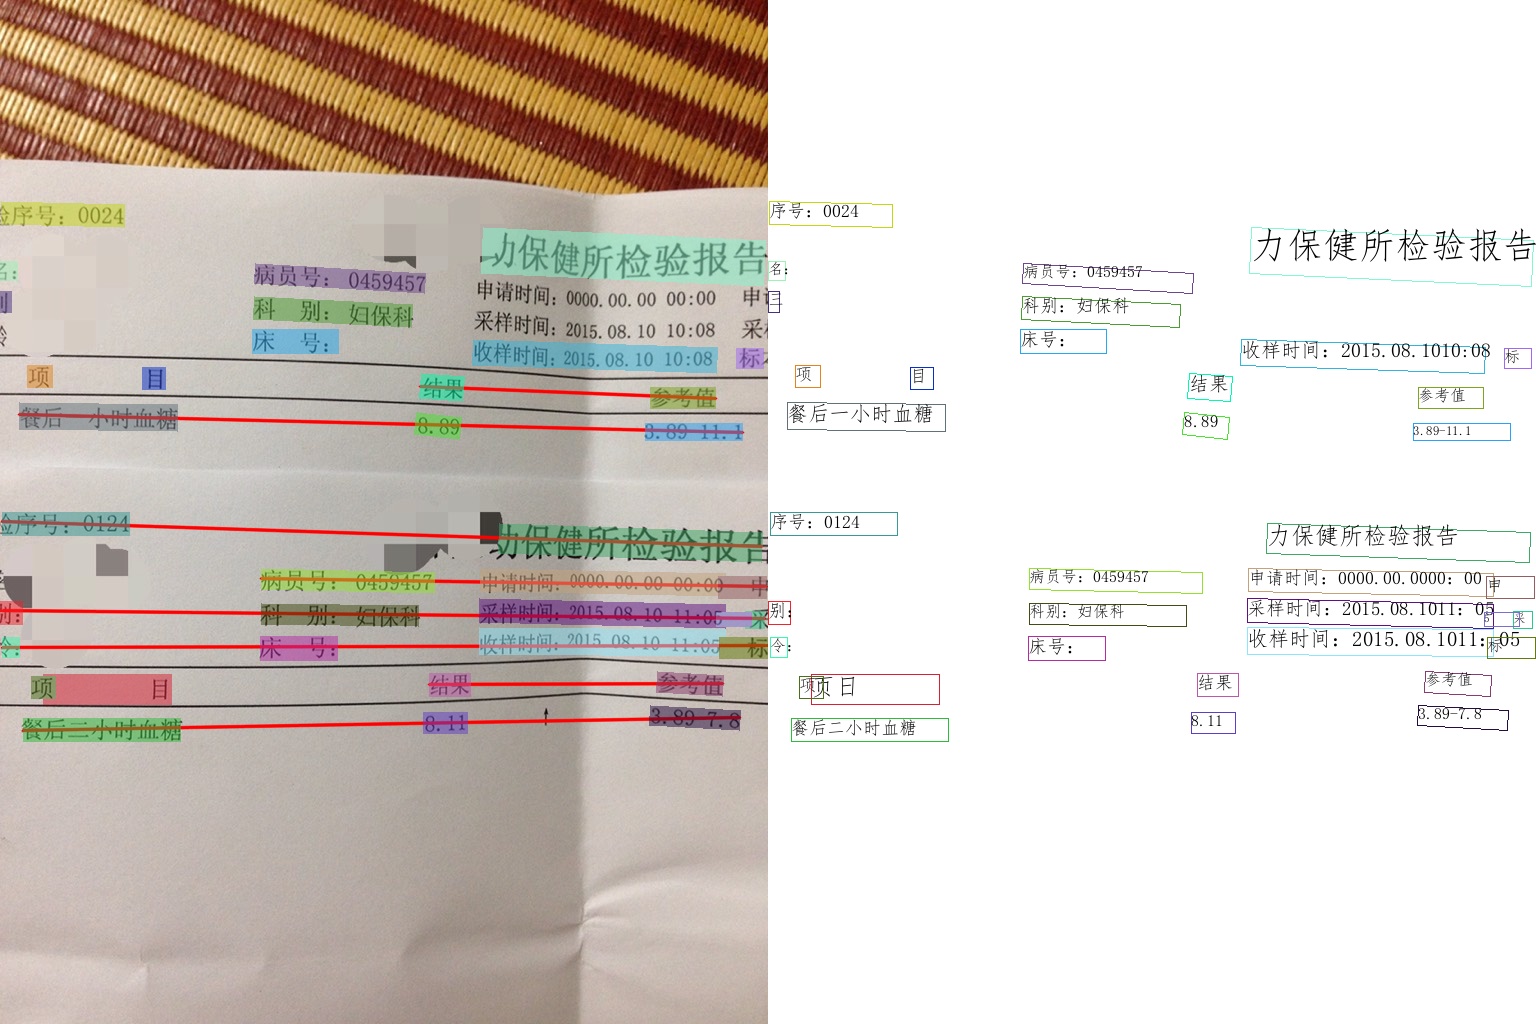 验序号: 0024
力保健所检验报告
名:
病员号: 0459457
申请时间: 0000.00.00 00:00 申
别
科 别: 妇保科
采样时间: 2015.08.10 10:08 采
床 号:
收样时间: 2015.08.10 10:08 标
项 目 结果 参考值
餐后一小时血糖 8.89 3.89-11.1
验序号: 0124
幼保健所检验报告
病员号: 0459457 申请时间: 0000.00.00 00:00 申
别: 科 别: 妇保科 采样时间: 2015.08.10 11:05 采
床 号: 收样时间: 2015.08.10 11:05 标
项 目 结果 参考值
餐后二小时血糖 8.11 3.89-7.8
序号: 0024
力保健所检验报告
名:
病员号: 0459457
三
科别: 妇保科
床号:
收样时间: 2015.08.1010:08 标
项 目 结果 参考值
餐后一小时血糖 8.89 3.89-11.1
序号: 0124
力保健所检验报告
病员号: 0459457 申请时间: 0000.00.0000: 00 申
别: 科别: 妇保科 采样时间: 2015.08.1011: 05 采
令: 床号: 收样时间: 2015.08.1011: 05 标
项 页日 结果 参考值
餐后二小时血糖 8.11 3.89-7.8